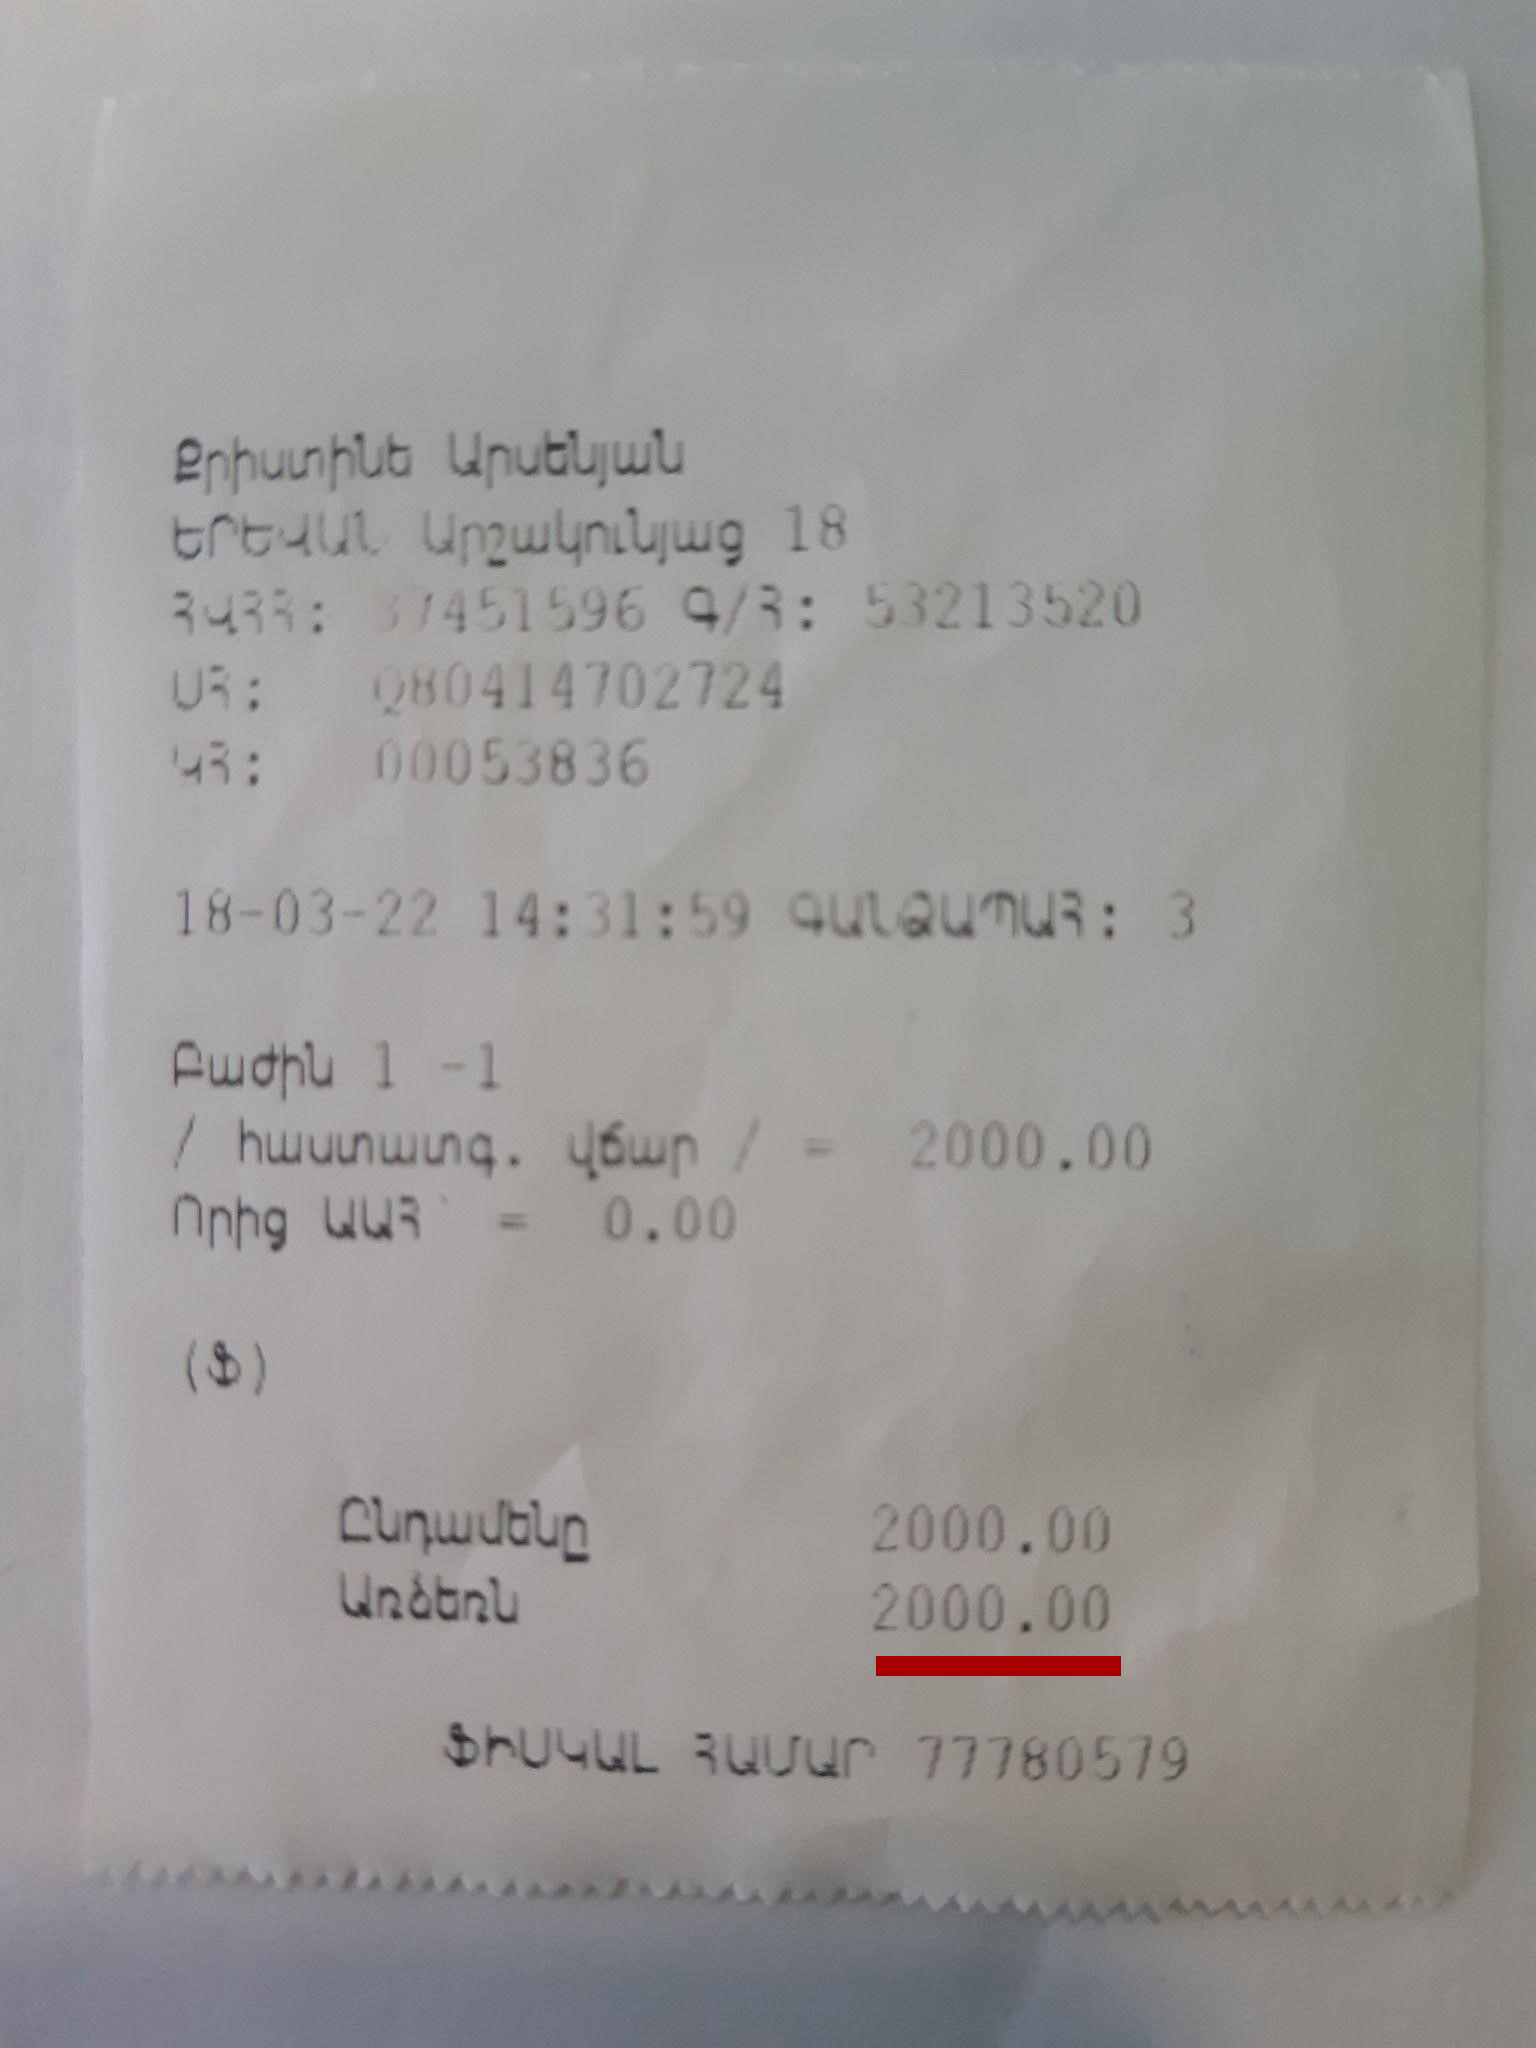 Քրիստինե Արսենյան
ԵՐԵՎԱՆ Արշակունյաց 18
ՀՎՀՀ: 37451596 Գ/Հ: 53213520
ՍՀ: Q80414702724
ԿՀ: 00053836
18-03-22 14:31:59 ԳԱՆՁԱՊԱՀ: 3
Բաժին 1 -1
/ հաստատգ. վճար / = 2000.00
Որից ԱԱՀ՝ = 0.00
(Ֆ)
Ընդամենը 2000.00
Առձեռն 2000.00
ՖԻՍԿԱԼ ՀԱՄԱՐ 77780579